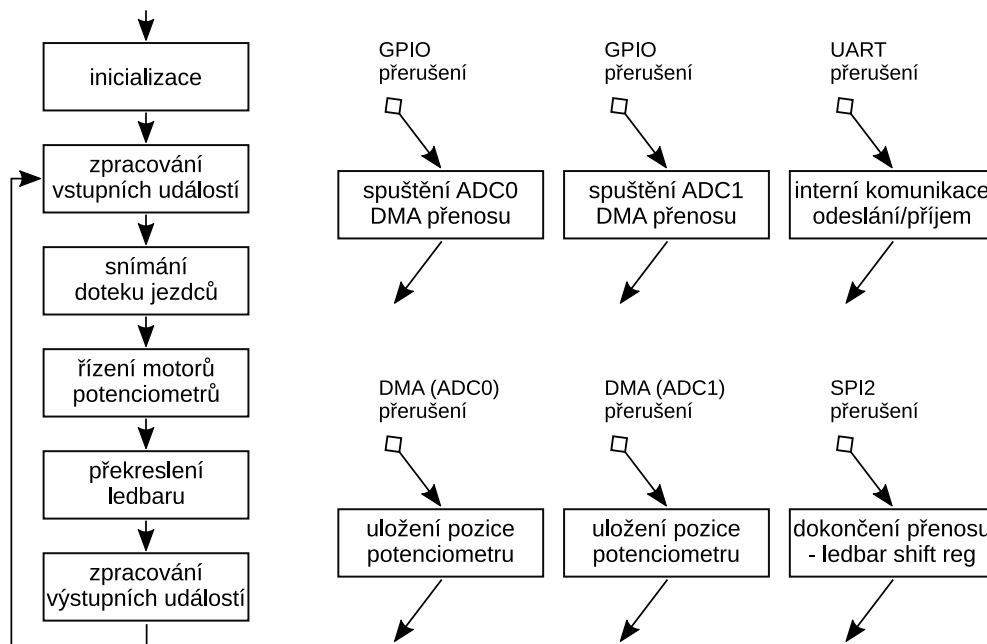 inicializace
zpracování
vstupních událostí
snímání
doteku jezdců
řízení motorů
potenciometrů
překreslení
ledbaru
zpracování
výstupních událostí
GPIO
přerušení
spuštění ADC0
DMA přenosu
GPIO
přerušení
spuštění ADC1
DMA přenosu
UART
přerušení
interní komunikace
odeslání/příjem
DMA (ADC0)
přerušení
uložení pozice
potenciometru
DMA (ADC1)
přerušení
uložení pozice
potenciometru
SPI2
přerušení
dokončení přenosu
- ledbar shift reg